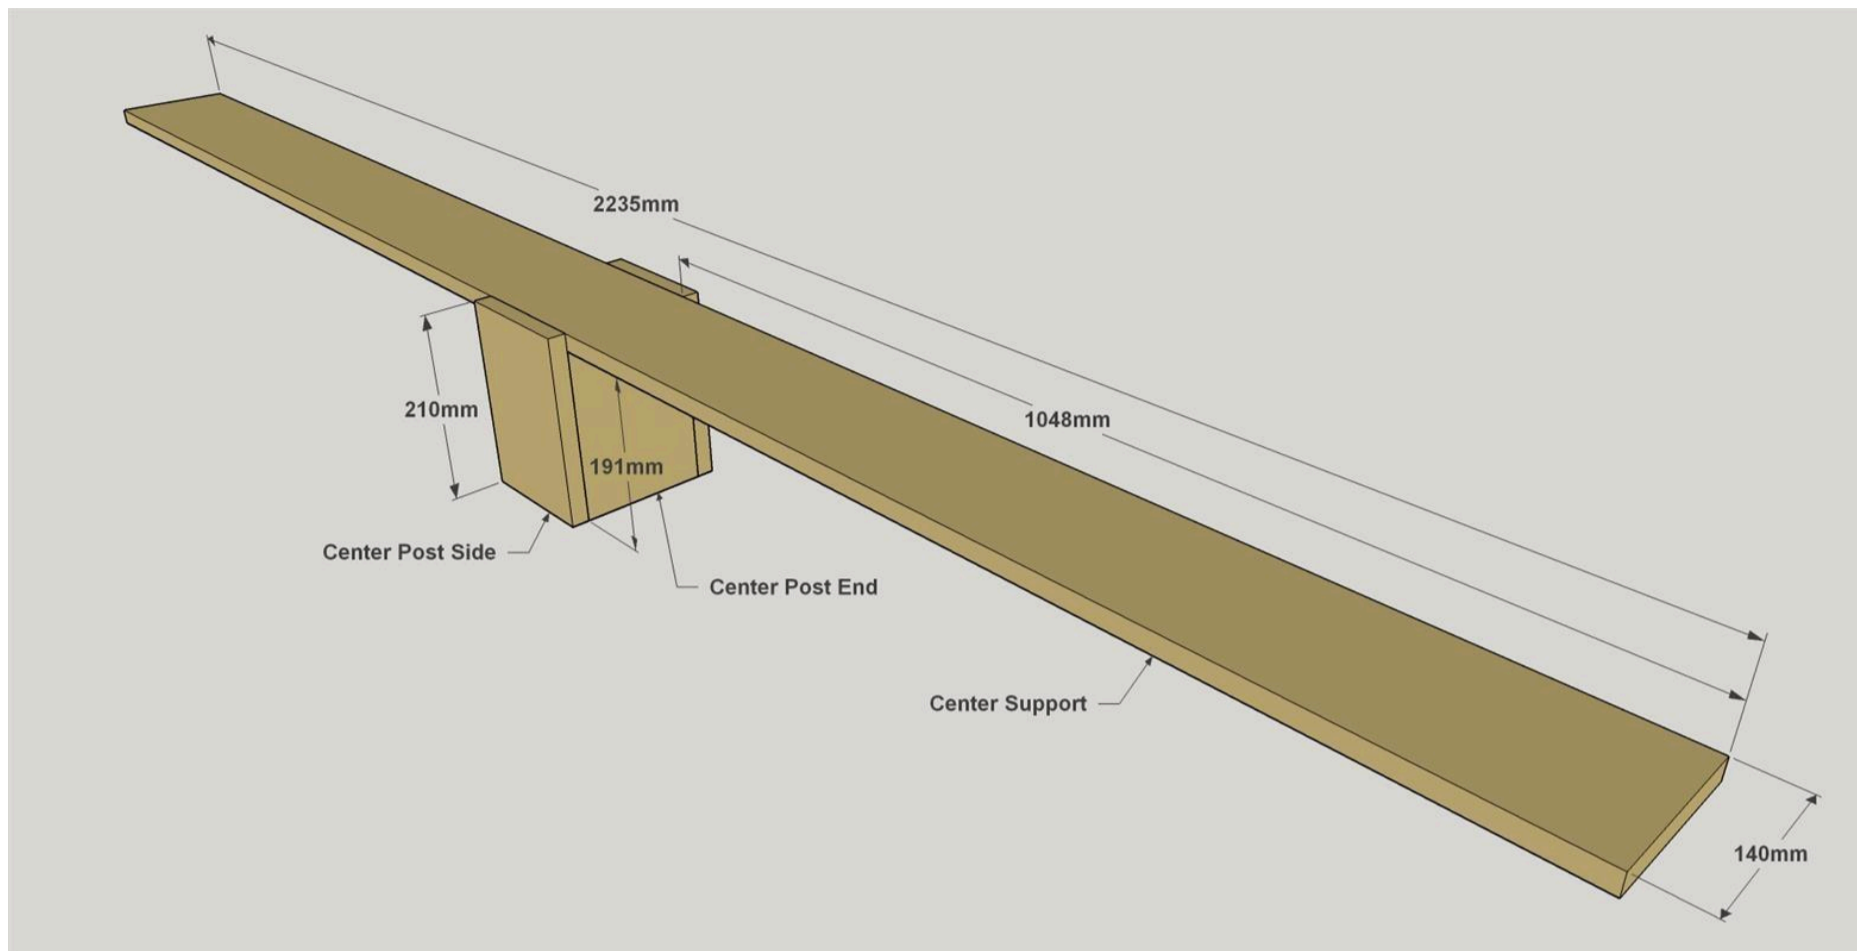 2235mm
1048mm
210mm
191mm
Center Post Side
Center Post End
Center Support
140mm